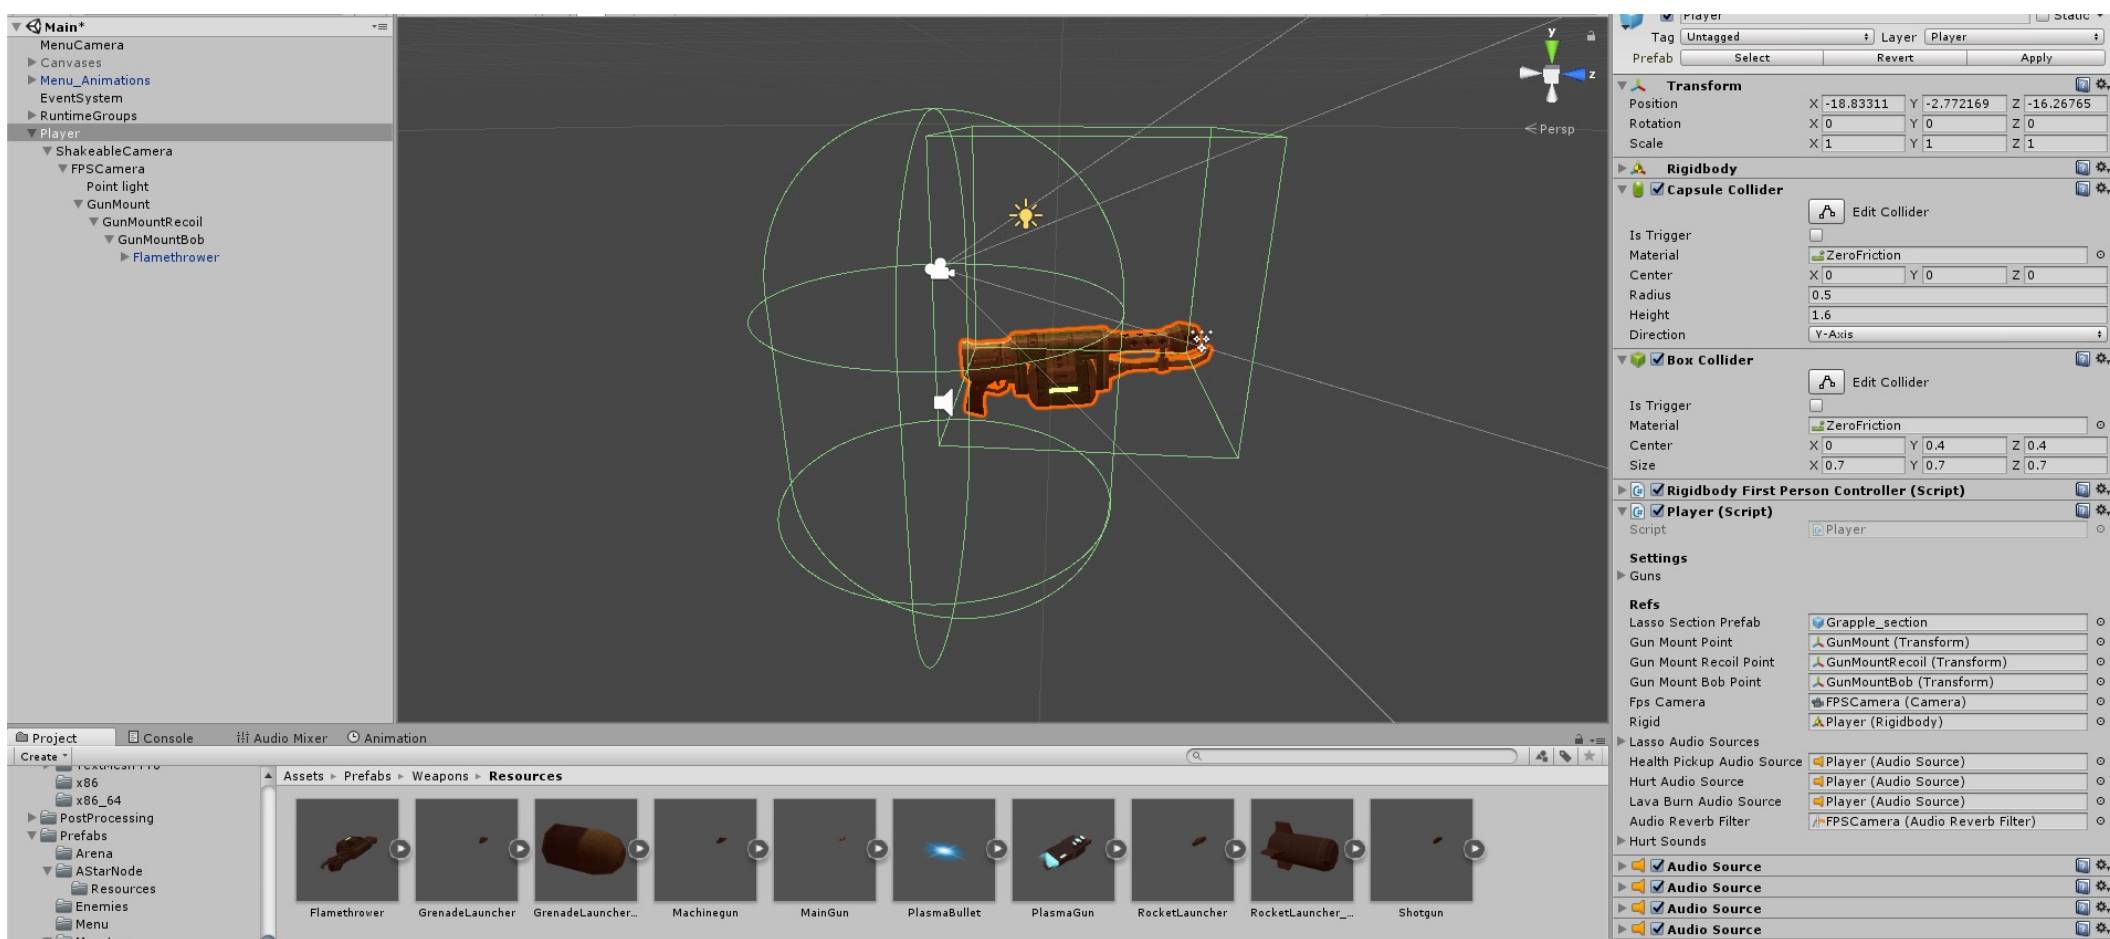 Main*
MenuCamera
Canvases
Menu_Animations
EventSystem
RuntimeGroups
Player
ShakeableCamera
FPSCamera
Point light
GunMount
GunMountRecoil
GunMountBob
Flamethrower
y
z
Persp
Player
Static
Tag Untagged Layer Player
Prefab Select Revert Apply
Transform
Position X -18.83311 Y -2.772169 Z -16.26765
Rotation X 0 Y 0 Z 0
Scale X 1 Y 1 Z 1
Rigidbody
Capsule Collider
Edit Collider
Is Trigger
Material ZeroFriction
Center X 0 Y 0 Z 0
Radius 0.5
Height 1.6
Direction Y-Axis
Box Collider
Edit Collider
Is Trigger
Material ZeroFriction
Center X 0 Y 0.4 Z 0.4
Size X 0.7 Y 0.7 Z 0.7
Rigidbody First Person Controller (Script)
Player (Script)
Script Player
Settings
Guns
Refs
Lasso Section Prefab Grapple_section
Gun Mount Point GunMount (Transform)
Gun Mount Recoil Point GunMountRecoil (Transform)
Gun Mount Bob Point GunMountBob (Transform)
Fps Camera FPSCamera (Camera)
Rigid Player (Rigidbody)
Lasso Audio Sources
Health Pickup Audio Source Player (Audio Source)
Hurt Audio Source Player (Audio Source)
Lava Burn Audio Source Player (Audio Source)
Audio Reverb Filter FPSCamera (Audio Reverb Filter)
Hurt Sounds
Audio Source
Audio Source
Audio Source
Audio Source
Project Console Audio Mixer Animation
Create
x86
x86_64
PostProcessing
Prefabs
Arena
AStarNode
Resources
Enemies
Menu
Assets Prefabs Weapons Resources
Flamethrower GrenadeLauncher GrenadeLauncher... Machinegun MainGun PlasmaBullet PlasmaGun RocketLauncher RocketLauncher_... Shotgun